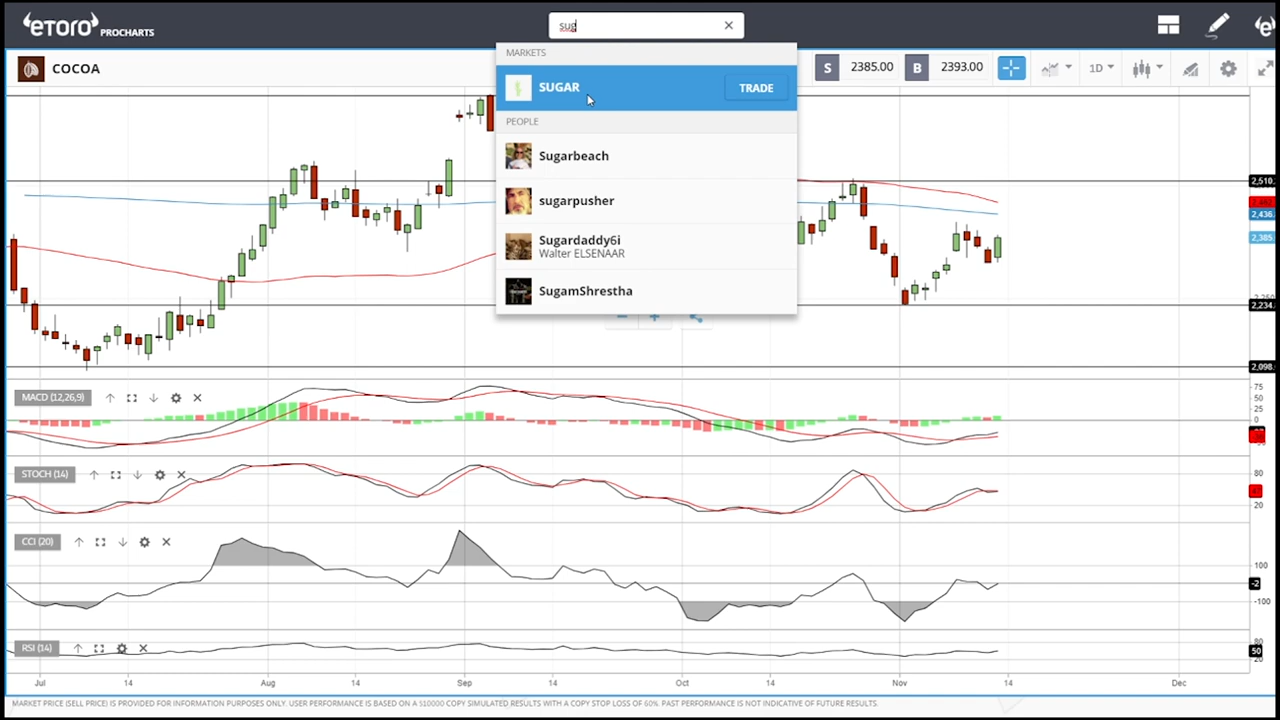 etoro PROCHARTS
sug
COCOA
MARKETS
SUGAR
TRADE
PEOPLE
Sugarbeach
sugarpusher
Sugardaddy6i
Walter ELSENAAR
SugamShrestha
S 2385.00 B 2393.00
1D
2,510
2,436
2,385
2,234
2,098
MACD (12,26,9)
75
50
25
0
STOCH (14)
80
20
CCI (20)
100
-2
-100
RSI (14)
80
50
20
Jul 14 Aug 14 Sep 14 Oct 14 Nov 14 Dec
MARKET PRICE (SELL PRICE) IS PROVIDED FOR INFORMATION PURPOSES ONLY. USER PERFORMANCE IS BASED ON A $10000 COPY SIMULATED RESULTS WITH A COPY STOP LOSS OF 60%. PAST PERFORMANCE IS NOT INDICATIVE OF FUTURE RESULTS.